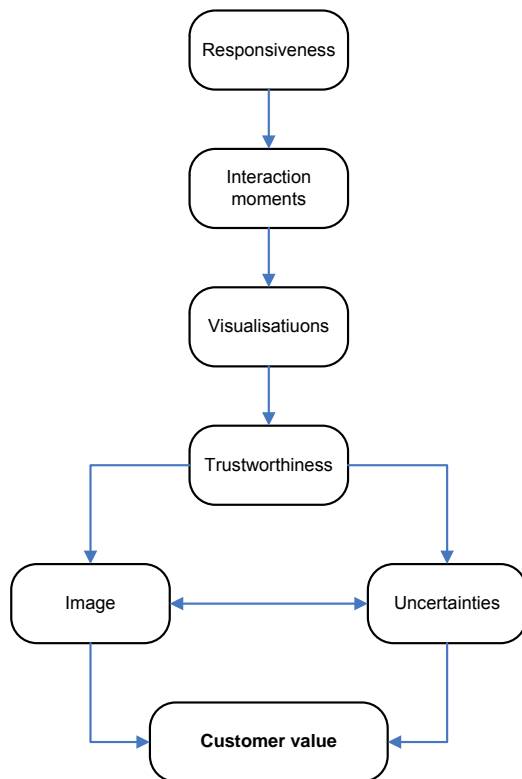 Responsiveness
Interaction
moments
Visualisatiuons
Trustworthiness
Image
Uncertainties
Customer value